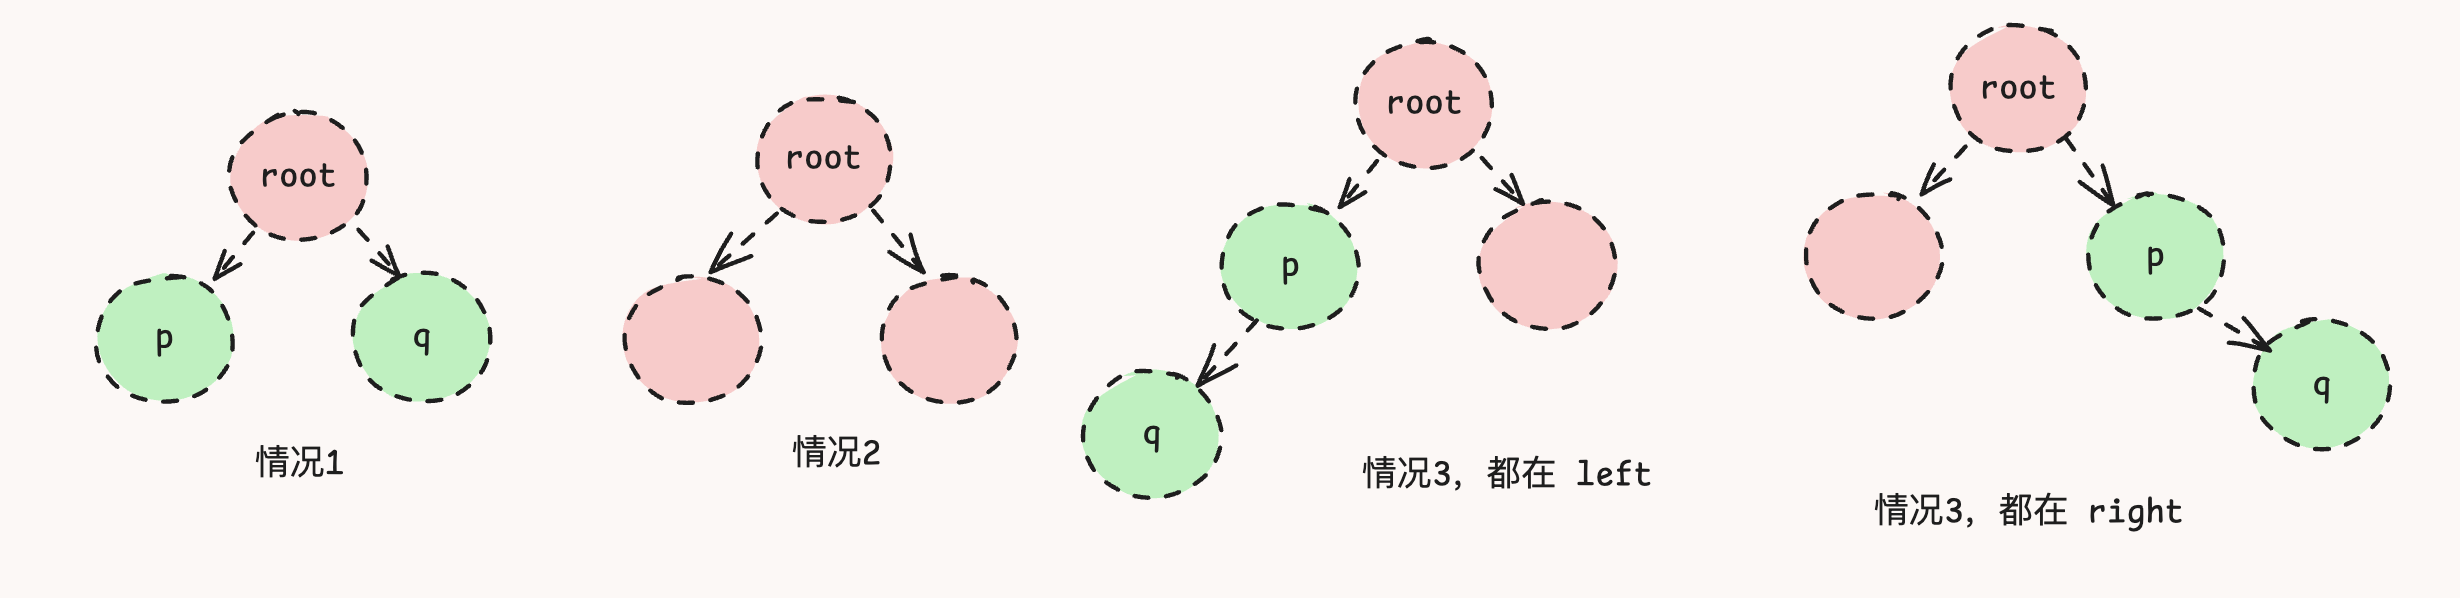 root
p
q
情况1
root
情况2
root
p
q
情况3, 都在 left
root
p
q
情况3, 都在 right